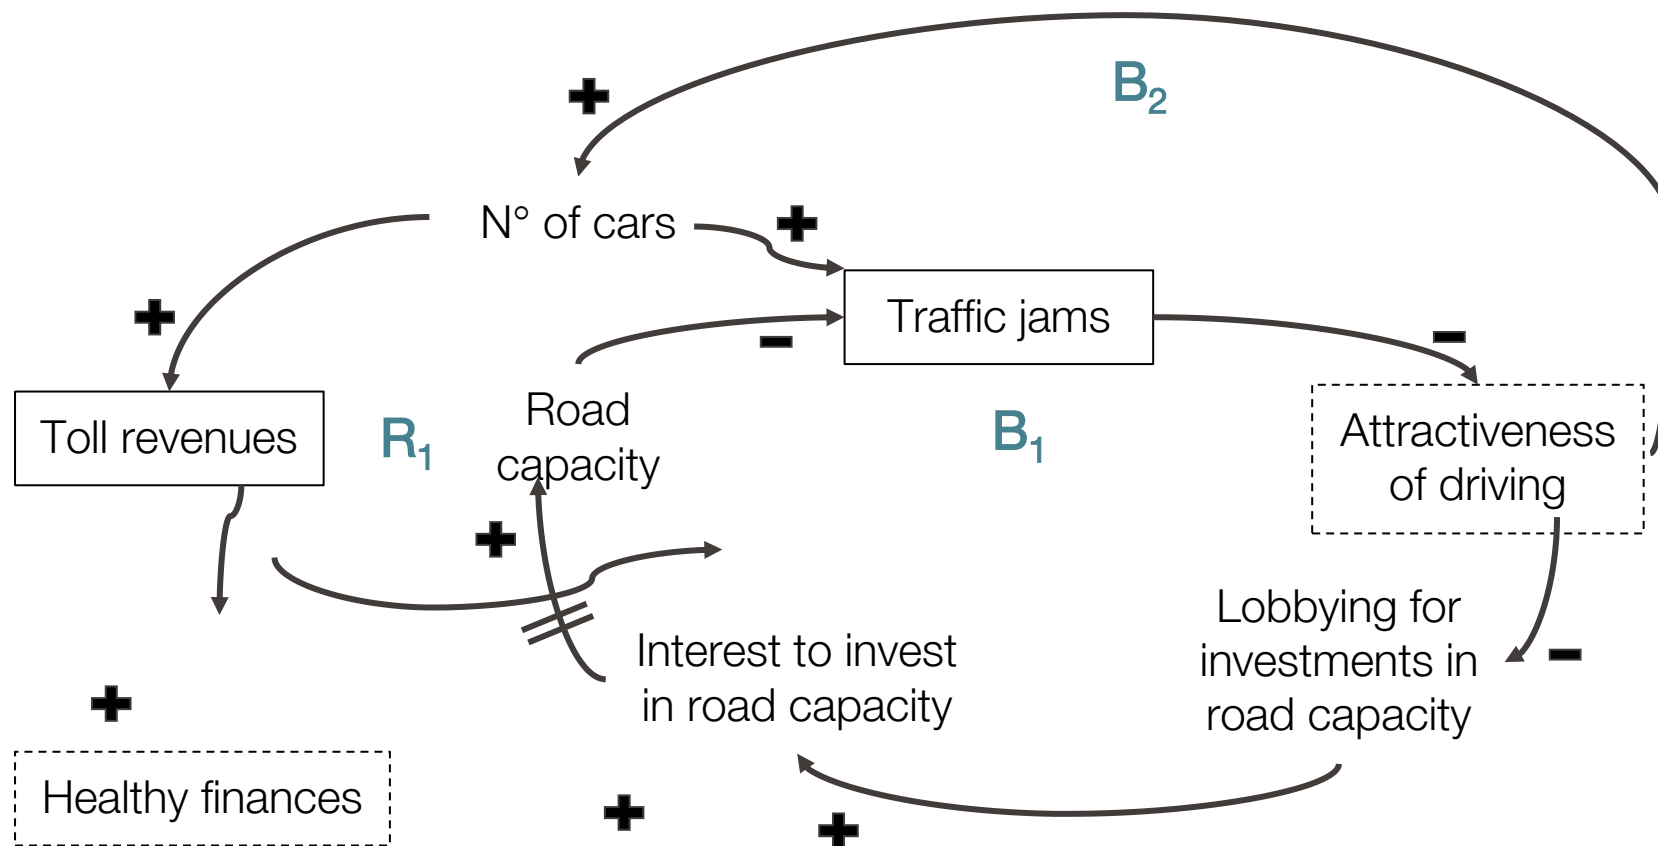 B₂
N° of cars
Traffic jams
Toll revenues
R₁
Road
capacity
B₁
Attractiveness
of driving
Interest to invest
in road capacity
Lobbying for
investments in
road capacity
Healthy finances